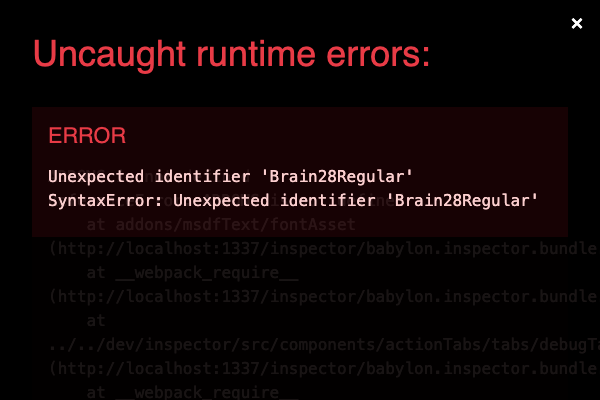 ×
Uncaught runtime errors:
ERROR
Unexpected identifier 'Brain28Regular'
SyntaxError: Unexpected identifier 'Brain28Regular'
at addons/msdfText/fontAsset
(http://localhost:1337/inspector/babylon.inspector.bundle
at __webpack_require__
(http://localhost:1337/inspector/babylon.inspector.bundle
at
../../dev/inspector/src/components/actionTabs/tabs/debugTa
(http://localhost:1337/inspector/babylon.inspector.bundle
at __webpack_require__